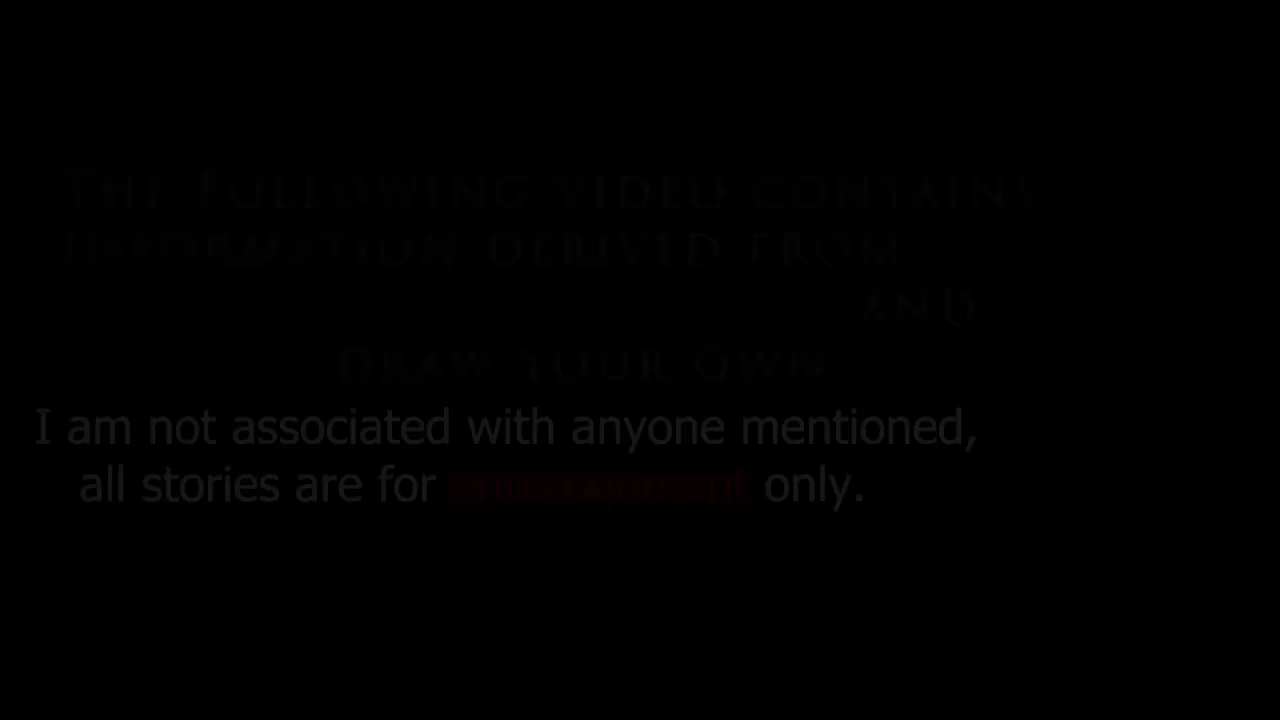 The Following video contains
information derived from
and
Draw your own
I am not associated with anyone mentioned,
all stories are for entertainment only.